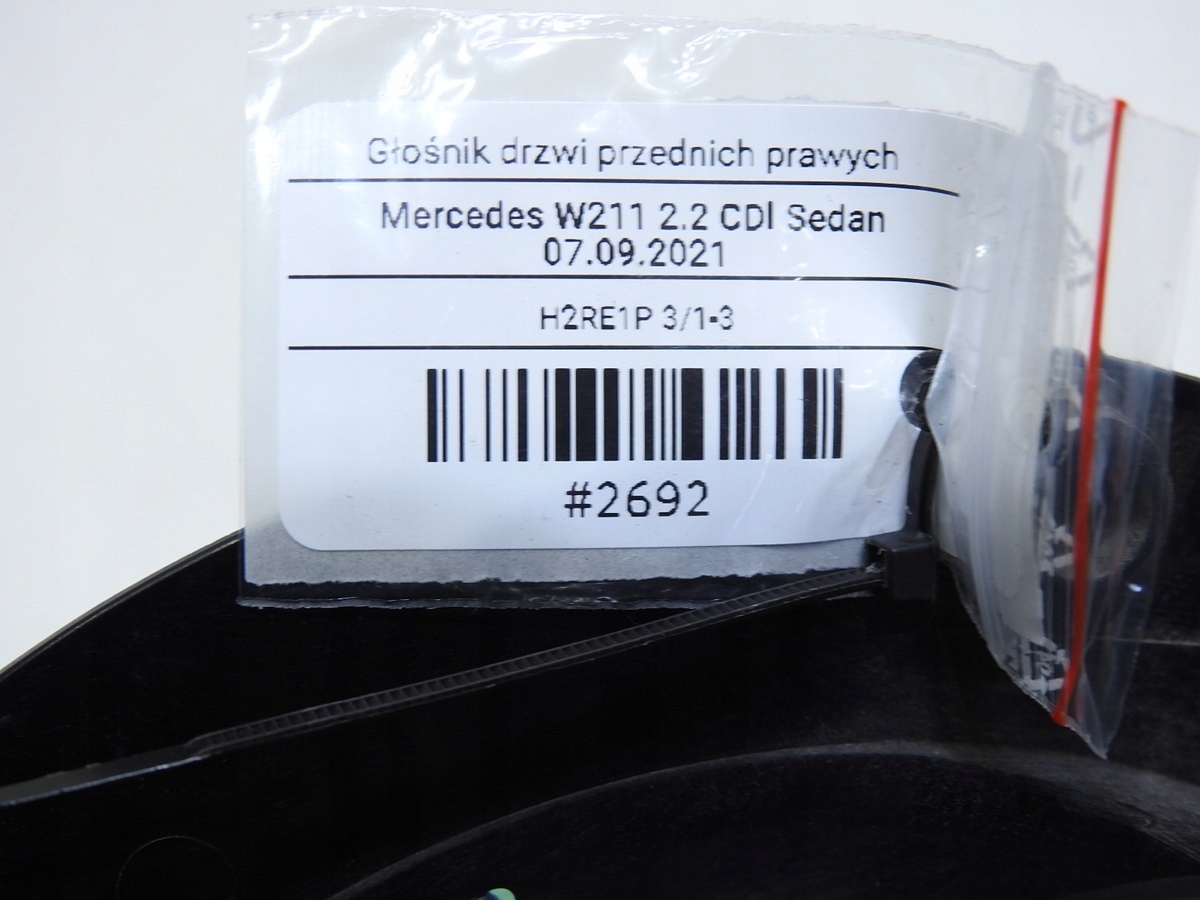 Głośnik drzwi przednich prawych
Mercedes W211 2.2 CDI Sedan
07.09.2021
H2RE1P 3/1-3
#2692